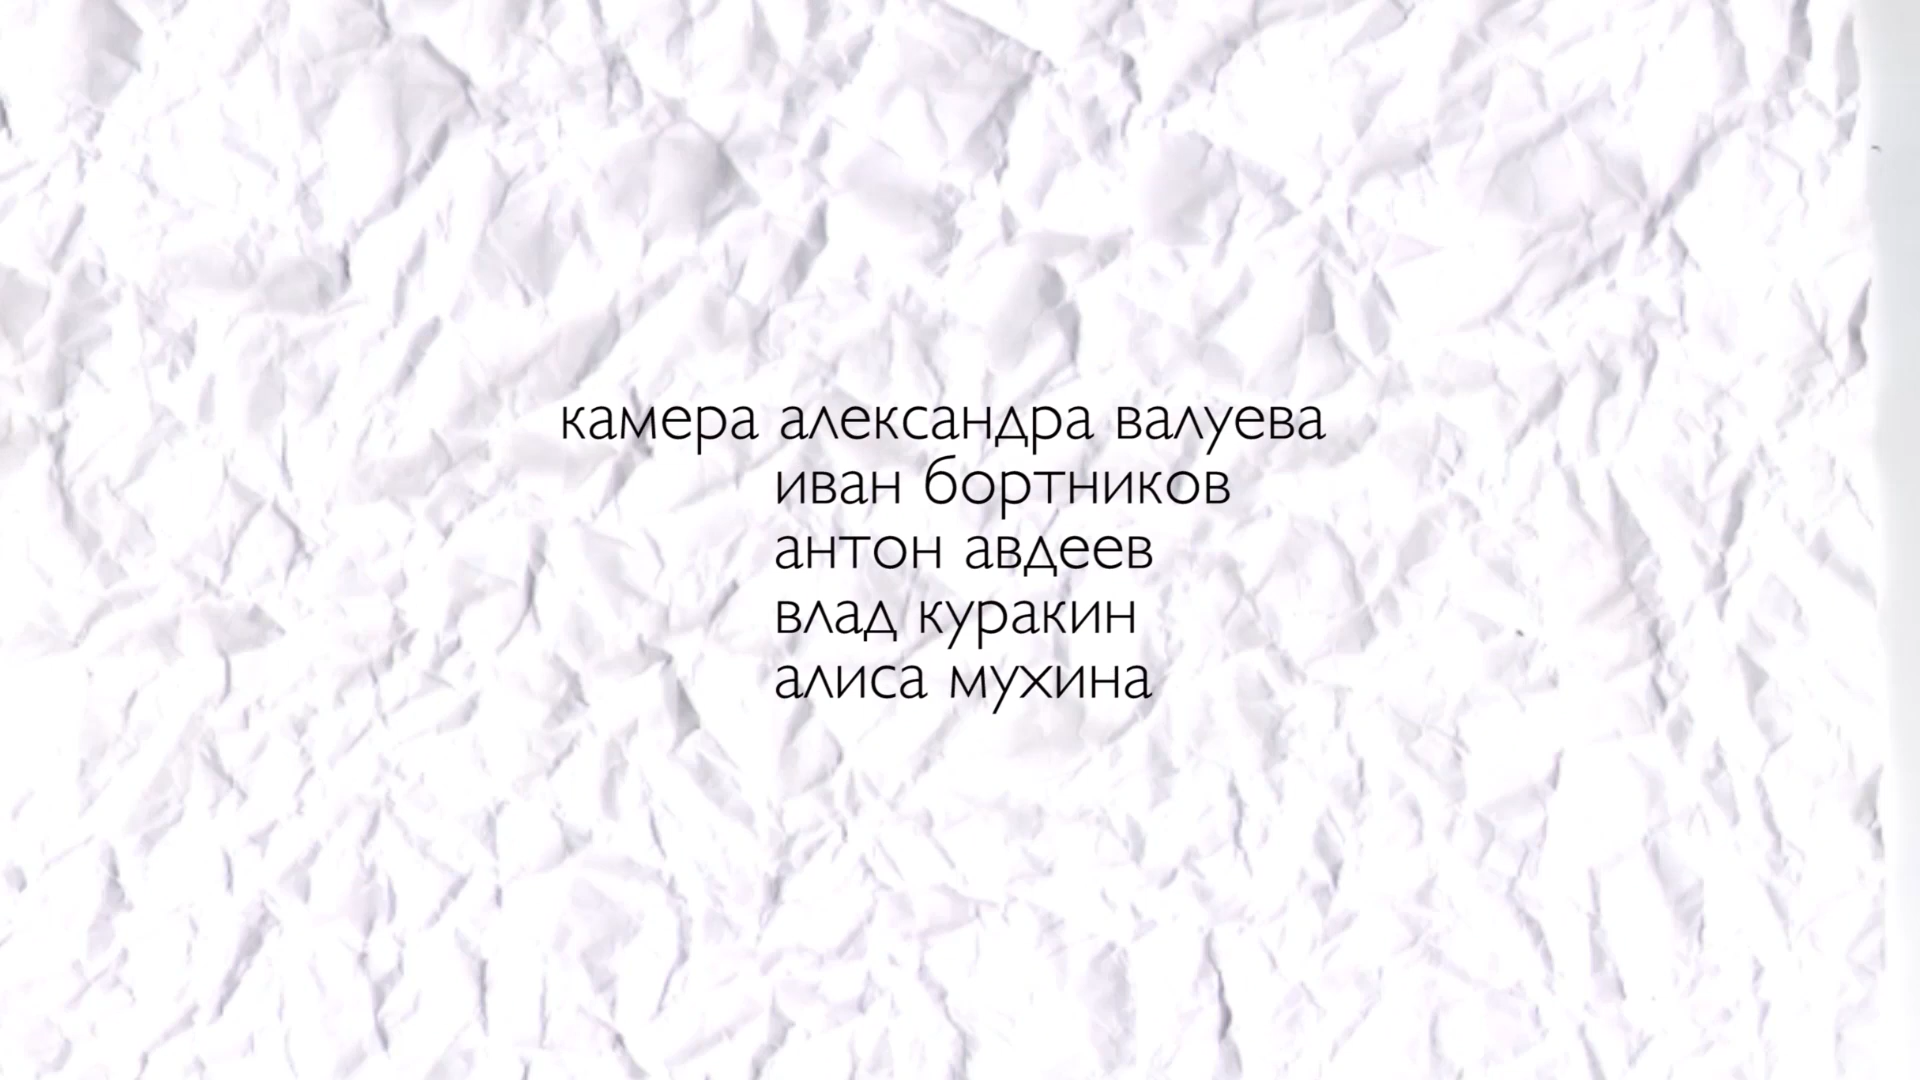 камера александра валуева
иван бортников
антон авдеев
влад куракин
алиса мухина